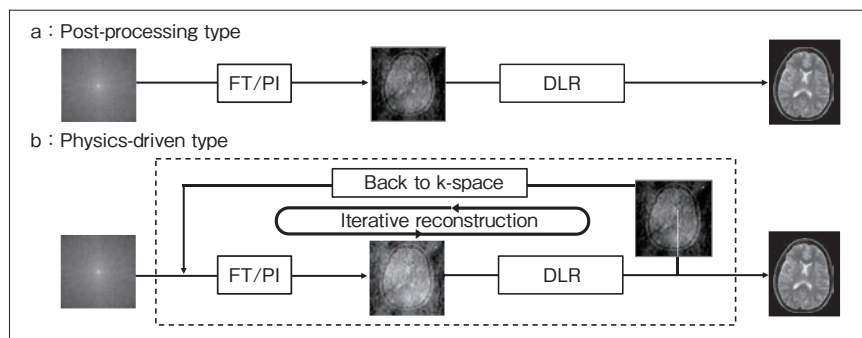 a：Post-processing type
FT/PI
DLR
b：Physics-driven type
Back to k-space
Iterative reconstruction
FT/PI
DLR